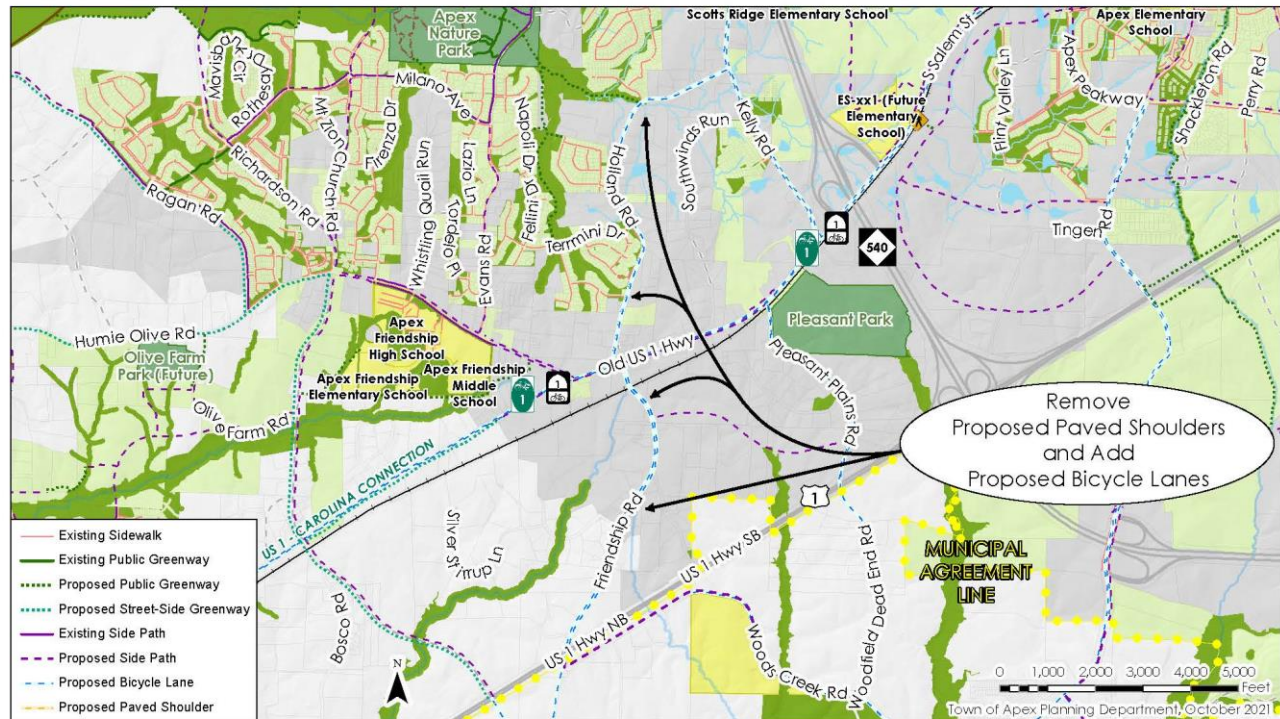 Apex
Nature
Park
Scotts Ridge Elementary School
S Salem St
Apex Elementary
School
Mavisbank Cir
Rothesay Dr
Milano Ave
Mt Zion Church Rd
Firenza Dr
Richardson Rd
Ragan Rd
Whistling Quail Run
Lazio Ln
Tordelo Pl
Evans Rd
Napoli Dr
Fellini Dr
Termini Dr
Holland Rd
Southwinds Run
Kelly Rd
ES-xx1 (Future
Elementary
School)
Flint Valley Ln
Apex Peakway
Shackleton Rd
Perry Rd
Tingen Rd
1
1
540
Humie Olive Rd
Olive Farm
Park (Future)
Apex
Friendship
High School
Apex Friendship
Elementary School
Apex Friendship
Middle
School
1
1
Old US 1 Hwy
Pleasant Park
Pleasant Plains Rd
Olive Farm Rd
US 1 - CAROLINA CONNECTION
Remove
Proposed Paved Shoulders
and Add
Proposed Bicycle Lanes
Silver Stirrup Ln
Friendship Rd
1
US 1 Hwy SB
US 1 Hwy NB
Bosco Rd
Woods Creek Rd
Woodfield Dead End Rd
MUNICIPAL
AGREEMENT
LINE
Existing Sidewalk
Existing Public Greenway
Proposed Public Greenway
Proposed Street-Side Greenway
Existing Side Path
Proposed Side Path
Proposed Bicycle Lane
Proposed Paved Shoulder
N
0 1,000 2,000 3,000 4,000 5,000
Feet
Town of Apex Planning Department, October 2021